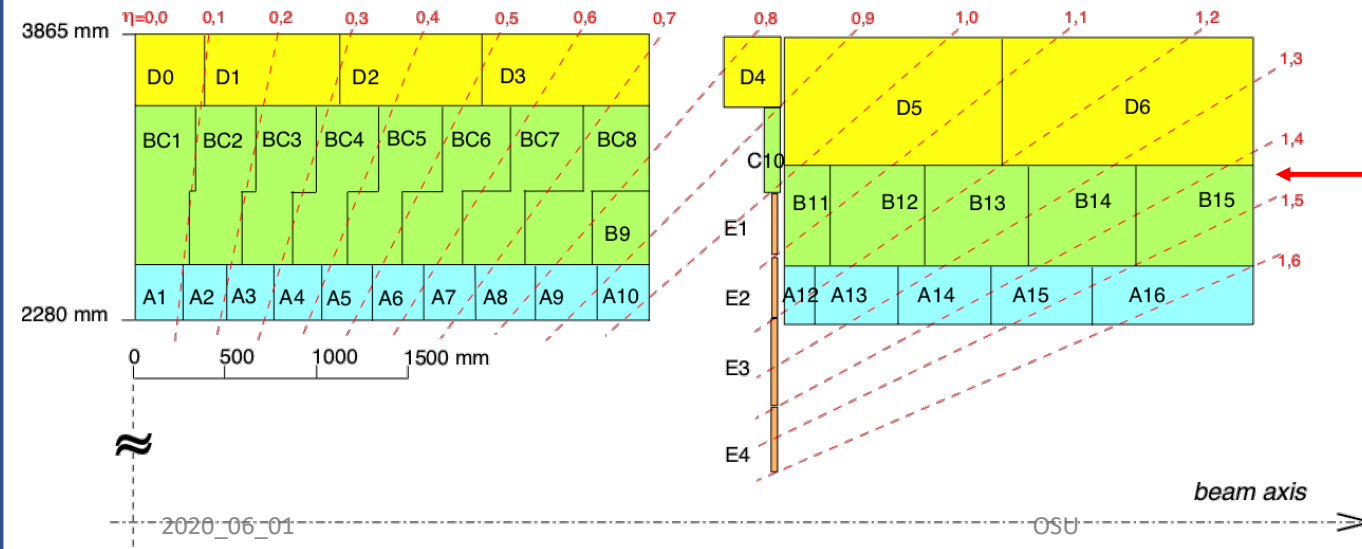 η=0,0 0,1 0,2 0,3 0,4 0,5 0,6 0,7 0,8 0,9 1,0 1,1 1,2
3865 mm
1,3
D0 D1 D2 D3 D4 D5 D6
BC1 BC2 BC3 BC4 BC5 BC6 BC7 BC8 C10
1,4
B9 B11 B12 B13 B14 B15
1,5
E1
1,6
A1 A2 A3 A4 A5 A6 A7 A8 A9 A10 E2 A12 A13 A14 A15 A16
2280 mm
0 500 1000 1500 mm
E3
E4
beam axis
2020_06_01 OSU